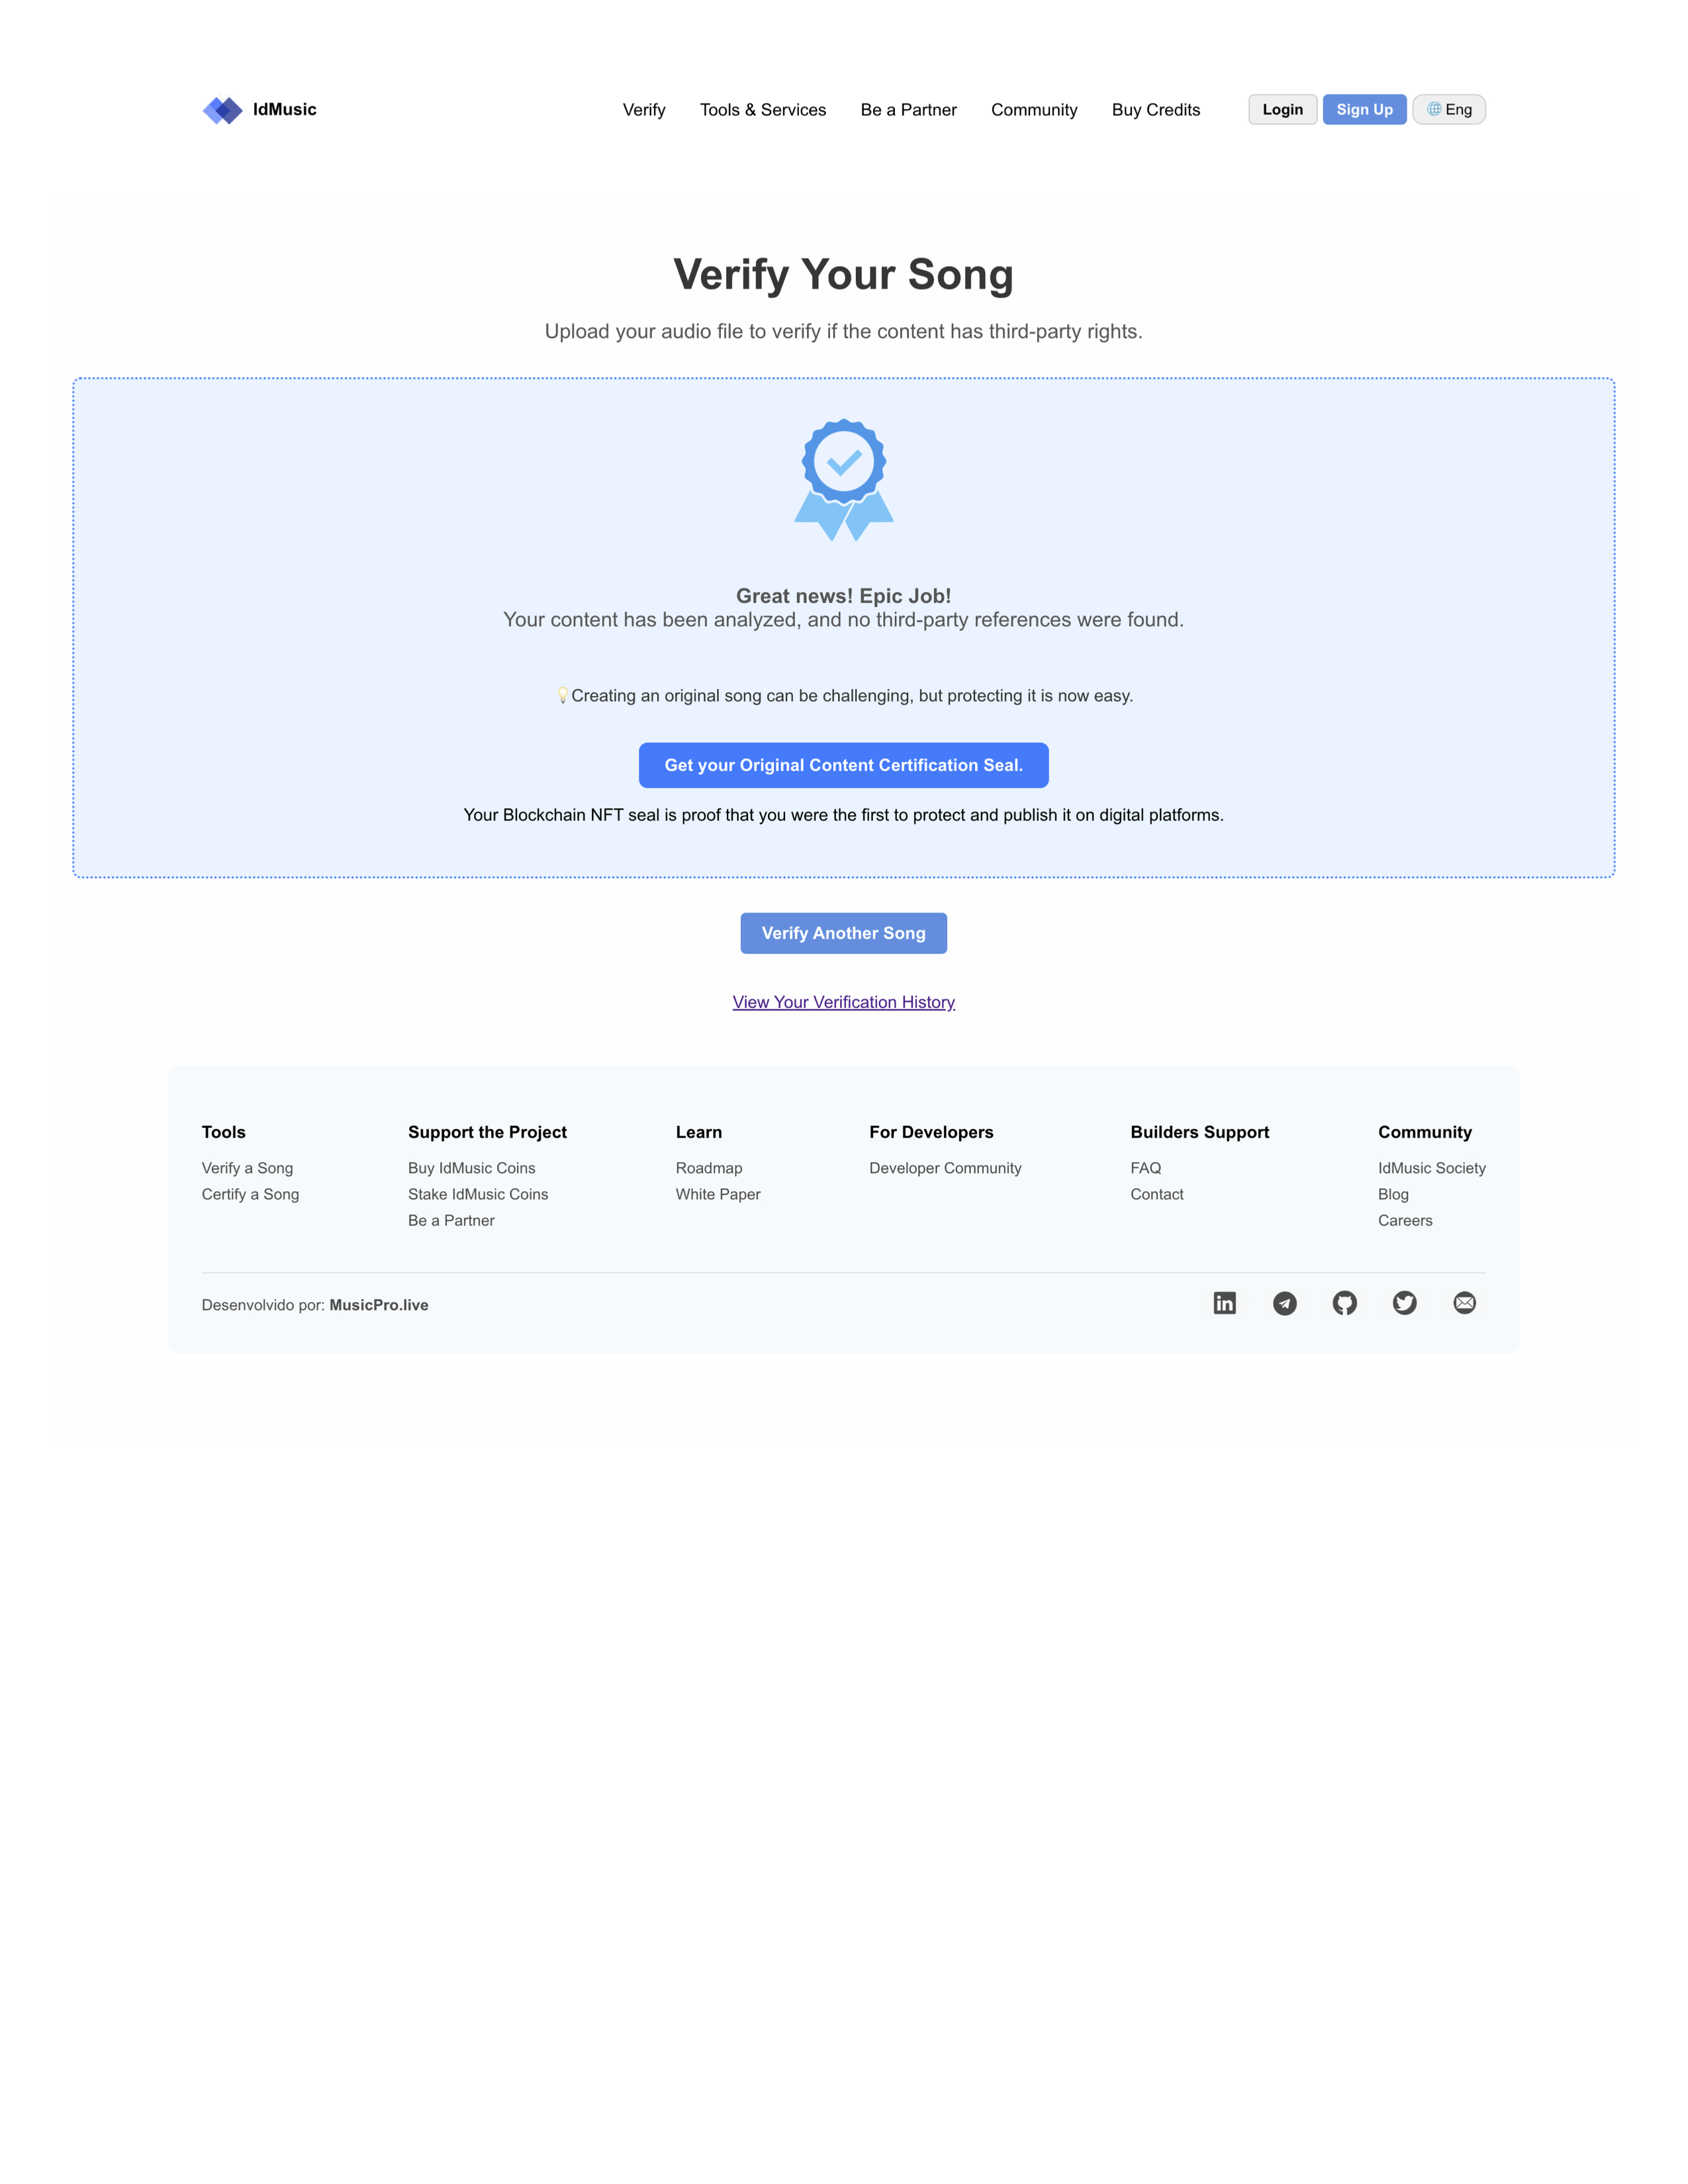 IdMusic
Verify
Tools & Services
Be a Partner
Community
Buy Credits
Login
Sign Up
Eng
Verify Your Song
Upload your audio file to verify if the content has third-party rights.
Great news! Epic Job!
Your content has been analyzed, and no third-party references were found.
💡Creating an original song can be challenging, but protecting it is now easy.
Get your Original Content Certification Seal.
Your Blockchain NFT seal is proof that you were the first to protect and publish it on digital platforms.
Verify Another Song
View Your Verification History
Tools
Verify a Song
Certify a Song
Support the Project
Buy IdMusic Coins
Stake IdMusic Coins
Be a Partner
Learn
Roadmap
White Paper
For Developers
Developer Community
Builders Support
FAQ
Contact
Community
IdMusic Society
Blog
Careers
Desenvolvido por: MusicPro.live